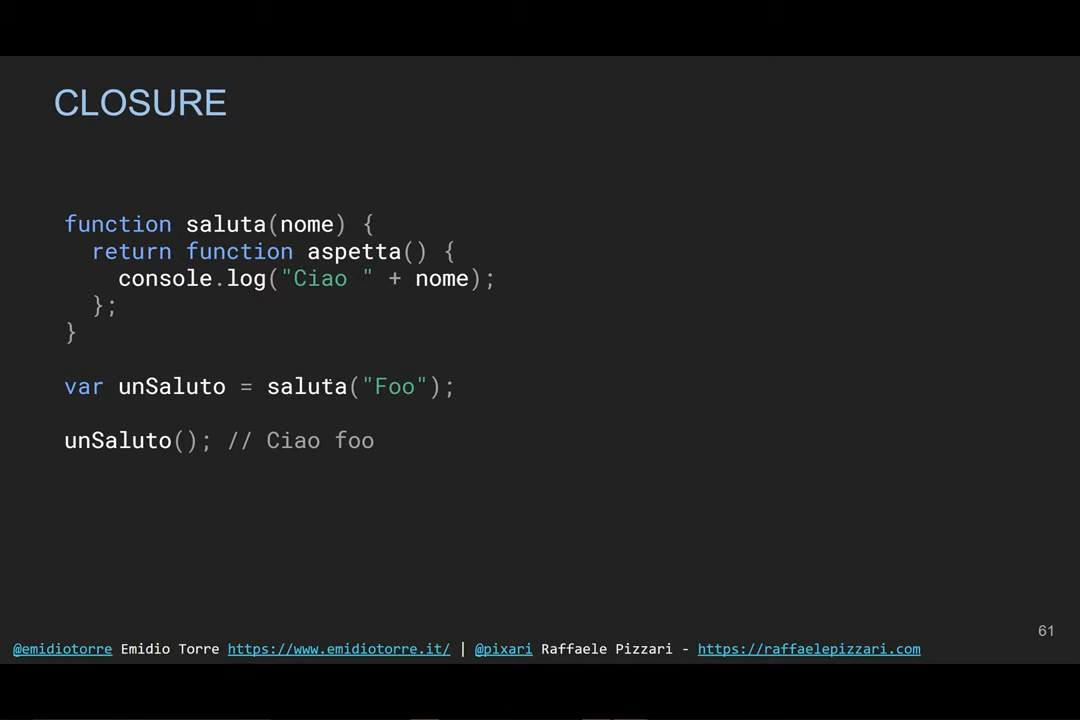 CLOSURE
function saluta(nome) {
  return function aspetta() {
    console.log("Ciao " + nome);
  };
}
var unSaluto = saluta("Foo");
unSaluto(); // Ciao foo
61
@emidiotorre Emidio Torre https://www.emidiotorre.it/ | @pixari Raffaele Pizzari - https://raffaelepizzari.com